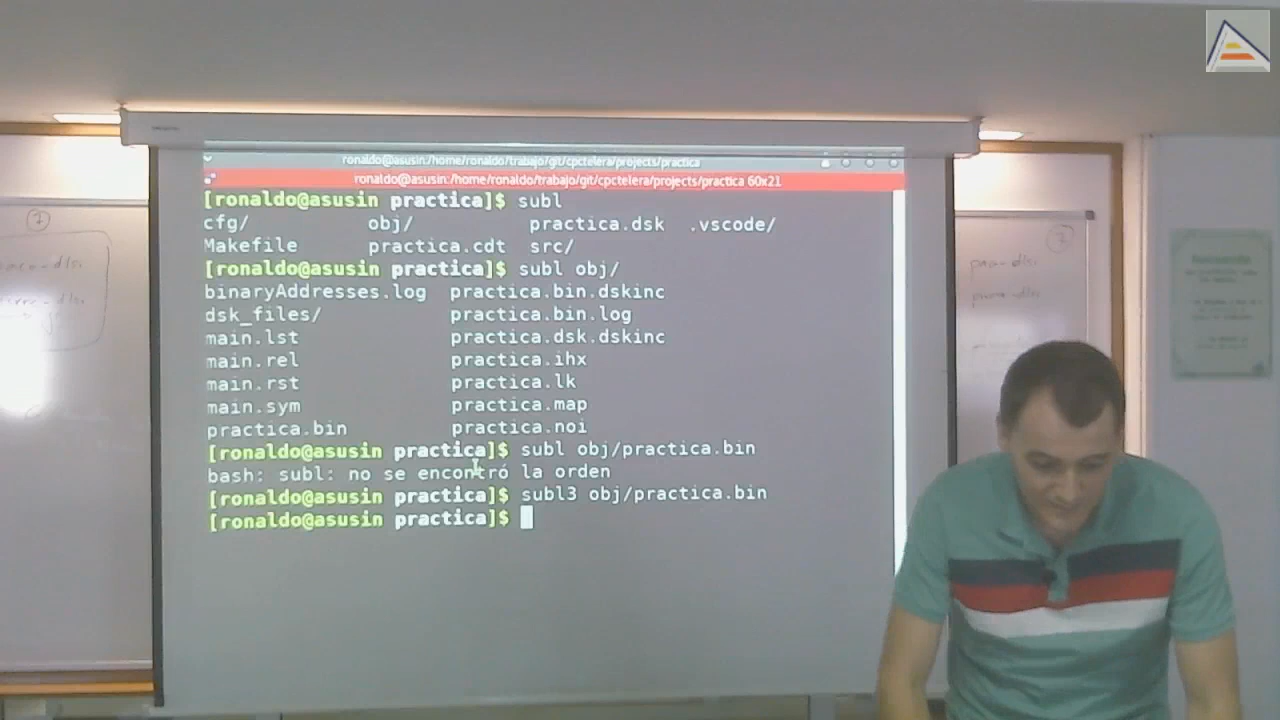 ronaldo@asusin:/home/ronaldo/trabajo/git/cpctelera/projects/practica
ronaldo@asusin:/home/ronaldo/trabajo/git/cpctelera/projects/practica 60x21
[ronaldo@asusin practica]$ subl
cfg/ obj/ practica.dsk .vscode/
Makefile practica.cdt src/
[ronaldo@asusin practica]$ subl obj/
binaryAddresses.log practica.bin.dskinc
dsk_files/ practica.bin.log
main.lst practica.dsk.dskinc
main.rel practica.ihx
main.rst practica.lk
main.sym practica.map
practica.bin practica.noi
[ronaldo@asusin practica]$ subl obj/practica.bin
bash: subl: no se encontró la orden
[ronaldo@asusin practica]$ subl3 obj/practica.bin
[ronaldo@asusin practica]$